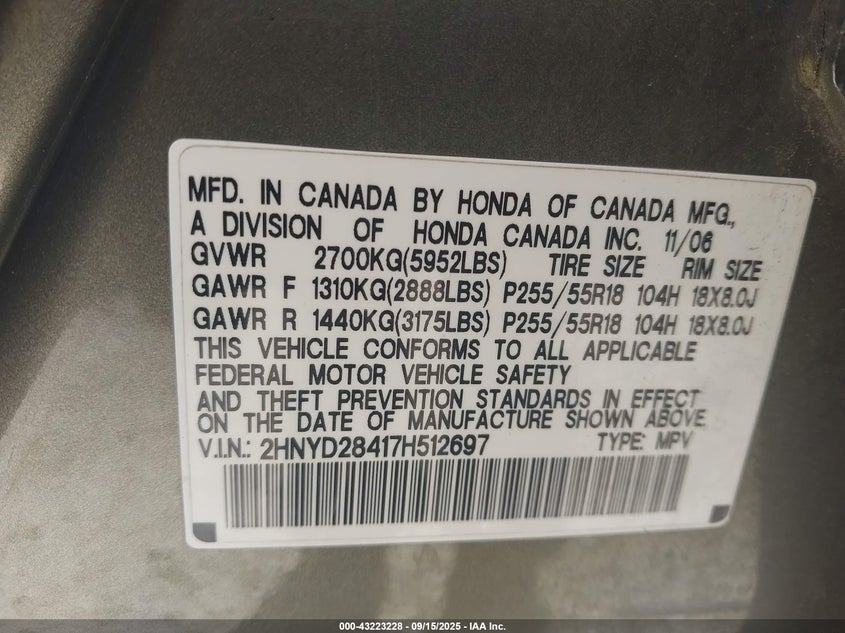 MFD. IN CANADA BY HONDA OF CANADA MFG.,
A DIVISION OF HONDA CANADA INC. 11/06
GVWR 2700KG(5952LBS) TIRE SIZE RIM SIZE
GAWR F 1310KG(2888LBS) P255/55R18 104H 18X8.0J
GAWR R 1440KG(3175LBS) P255/55R18 104H 18X8.0J
THIS VEHICLE CONFORMS TO ALL APPLICABLE
FEDERAL MOTOR VEHICLE SAFETY
AND THEFT PREVENTION STANDARDS IN EFFECT
ON THE DATE OF MANUFACTURE SHOWN ABOVE.
V.I.N.: 2HNYD28417H512697 TYPE: MPV
000-43223228 - 09/15/2025 - IAA Inc.